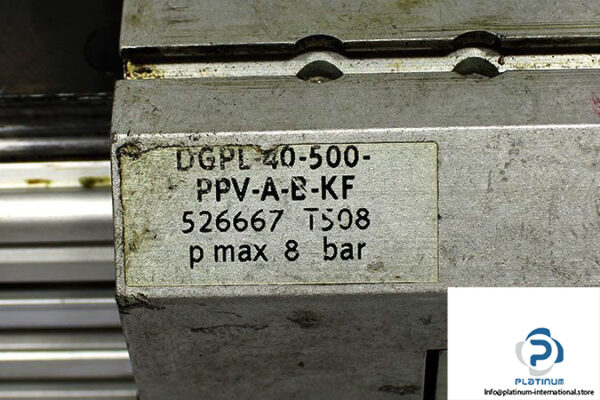 DGPL-40-500-
PPV-A-B-KF
526667 T508
p max 8 bar
PLATINUM
Info@platinum-international.store